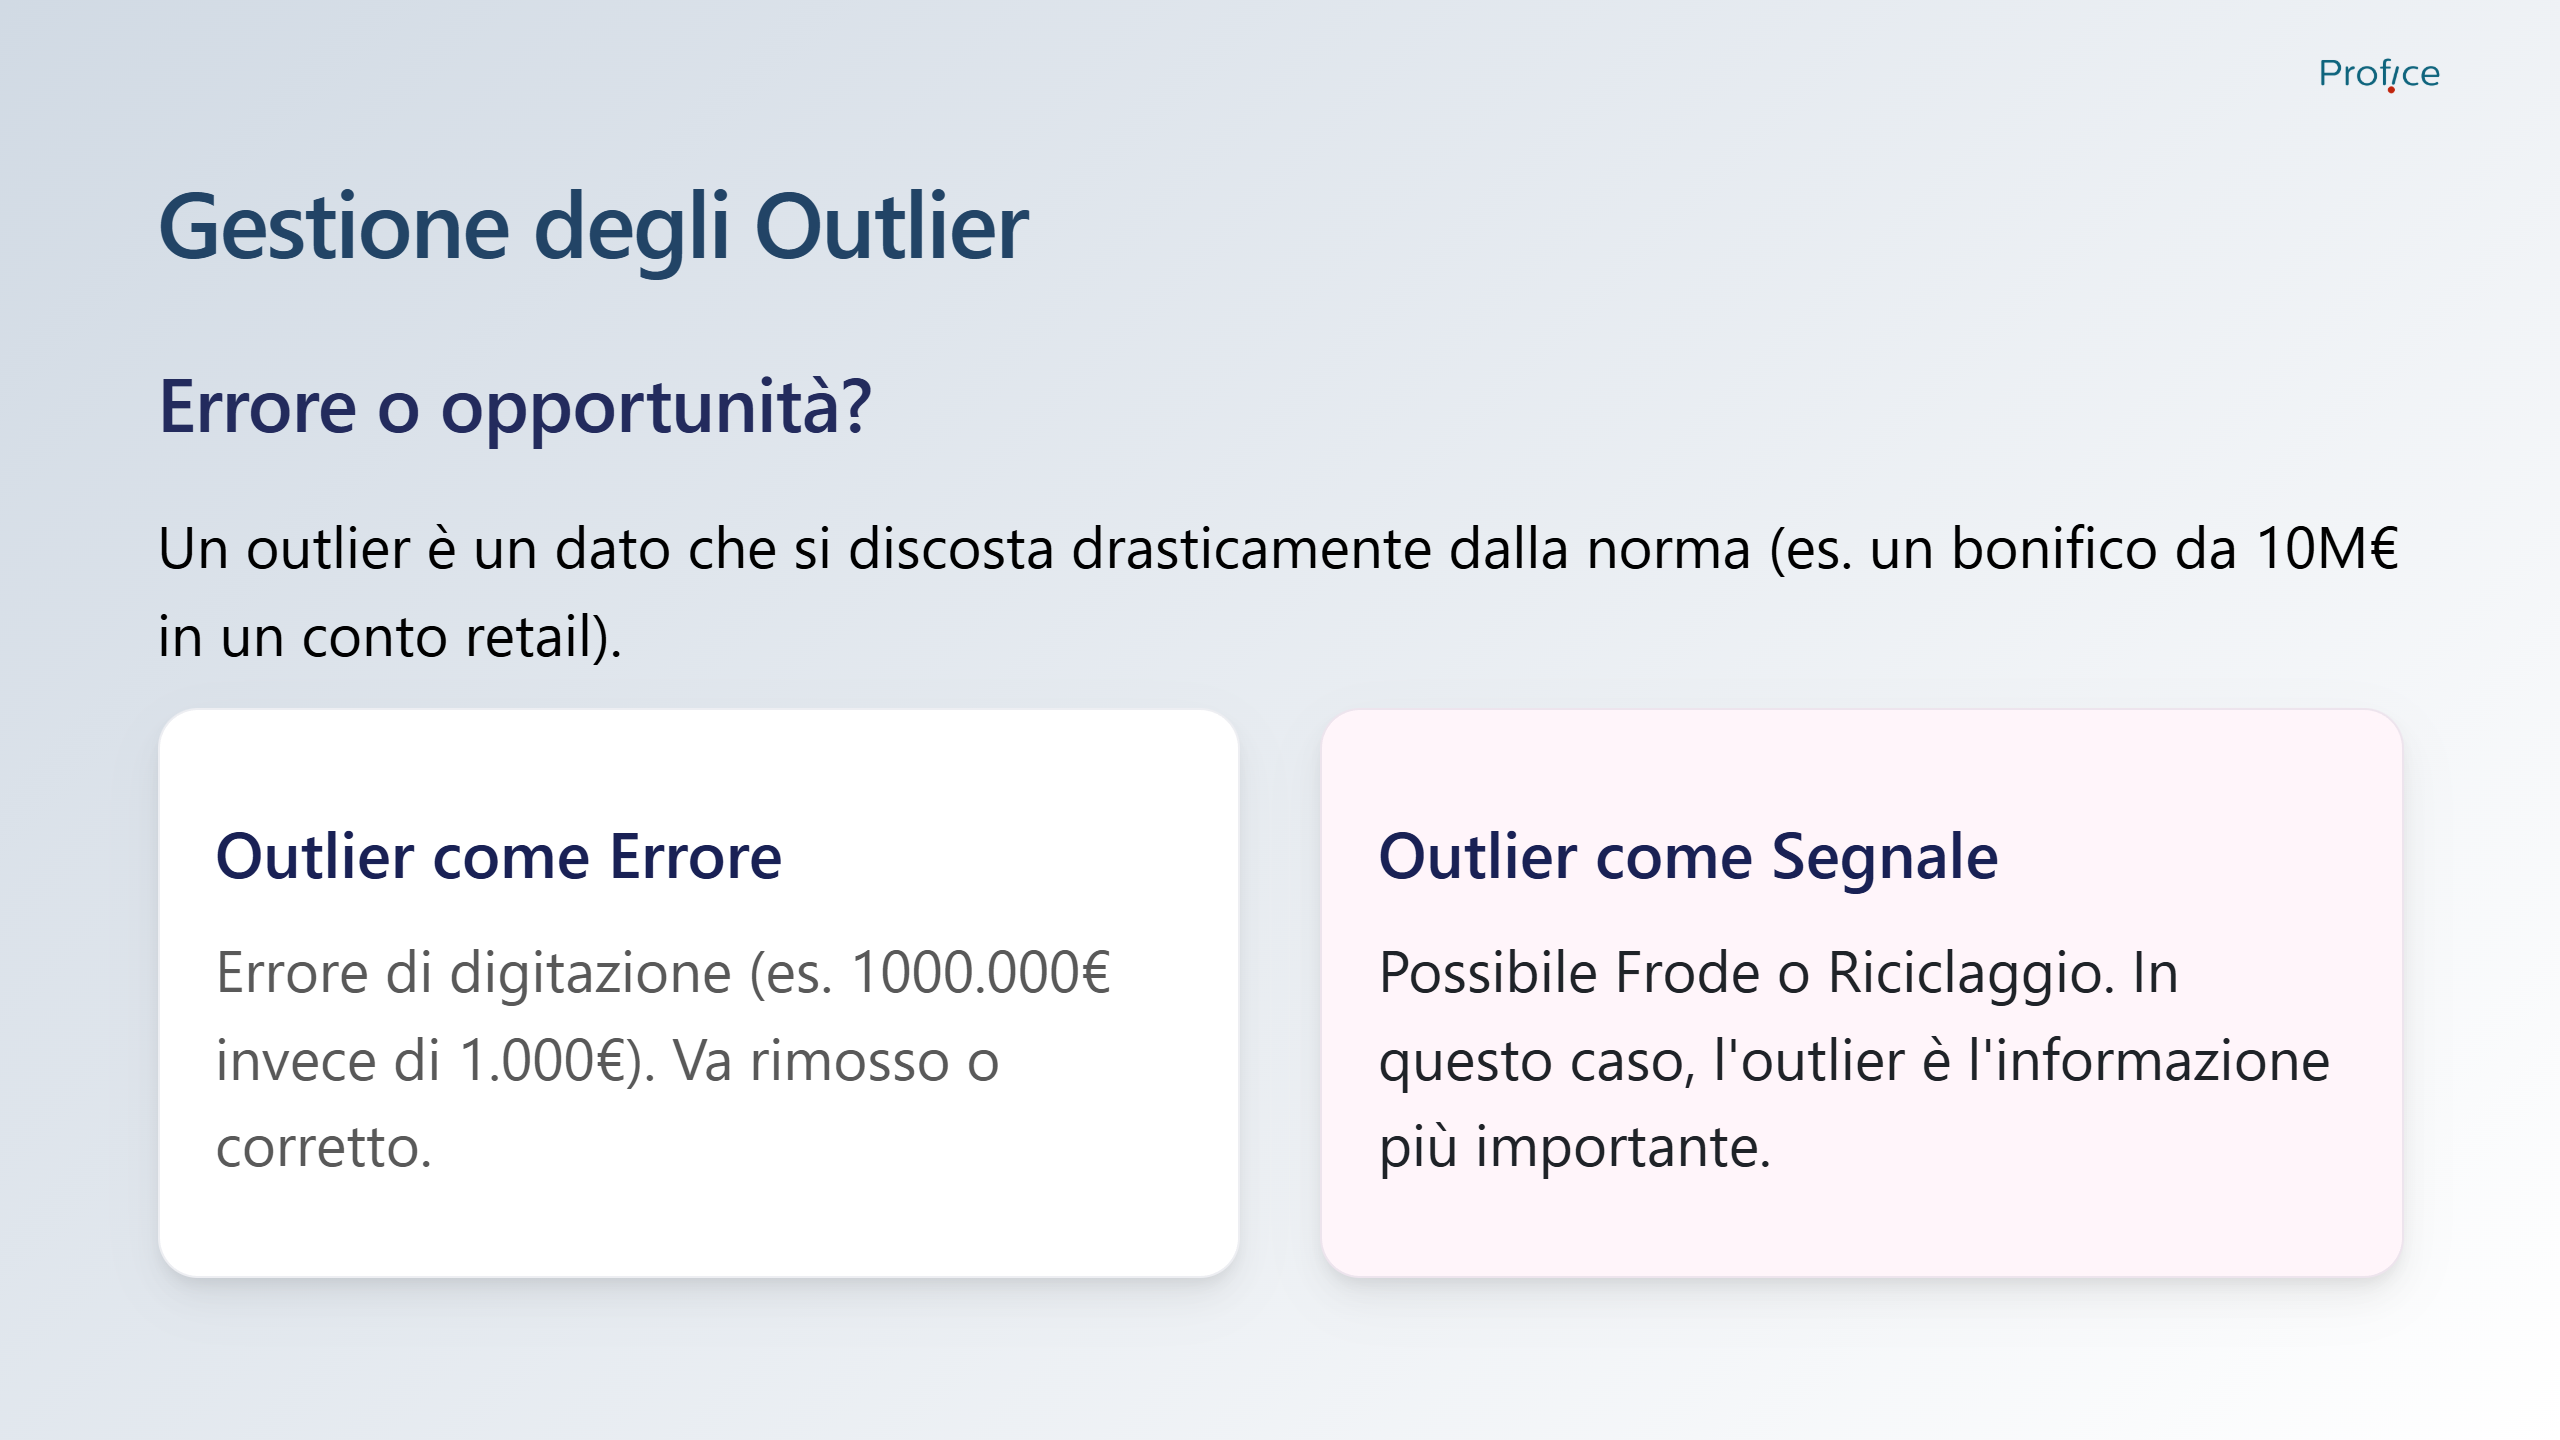 Profice
Gestione degli Outlier
Errore o opportunità?
Un outlier è un dato che si discosta drasticamente dalla norma (es. un bonifico da 10M€
in un conto retail).
Outlier come Errore
Errore di digitazione (es. 1000.000€
invece di 1.000€). Va rimosso o
corretto.
Outlier come Segnale
Possibile Frode o Riciclaggio. In
questo caso, l'outlier è l'informazione
più importante.